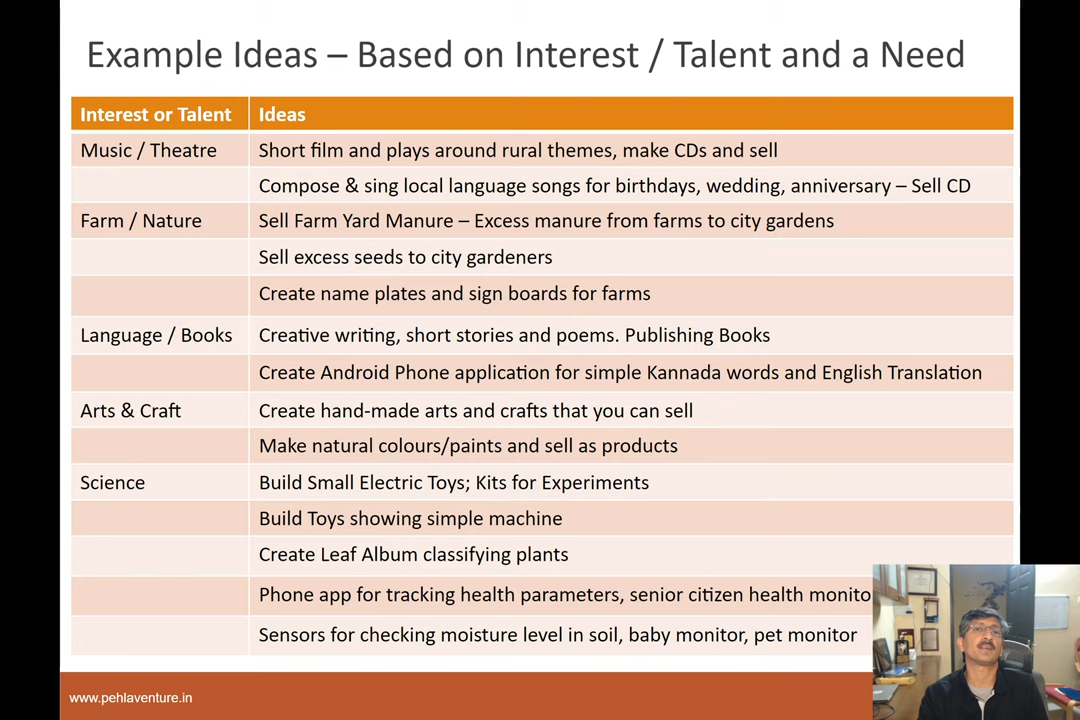 Example Ideas – Based on Interest / Talent and a Need
Interest or Talent Ideas
Music / Theatre Short film and plays around rural themes, make CDs and sell
Compose & sing local language songs for birthdays, wedding, anniversary – Sell CD
Farm / Nature Sell Farm Yard Manure – Excess manure from farms to city gardens
Sell excess seeds to city gardeners
Create name plates and sign boards for farms
Language / Books Creative writing, short stories and poems. Publishing Books
Create Android Phone application for simple Kannada words and English Translation
Arts & Craft Create hand-made arts and crafts that you can sell
Make natural colours/paints and sell as products
Science Build Small Electric Toys; Kits for Experiments
Build Toys showing simple machine
Create Leaf Album classifying plants
Phone app for tracking health parameters, senior citizen health monito
Sensors for checking moisture level in soil, baby monitor, pet monitor
www.pehlaventure.in